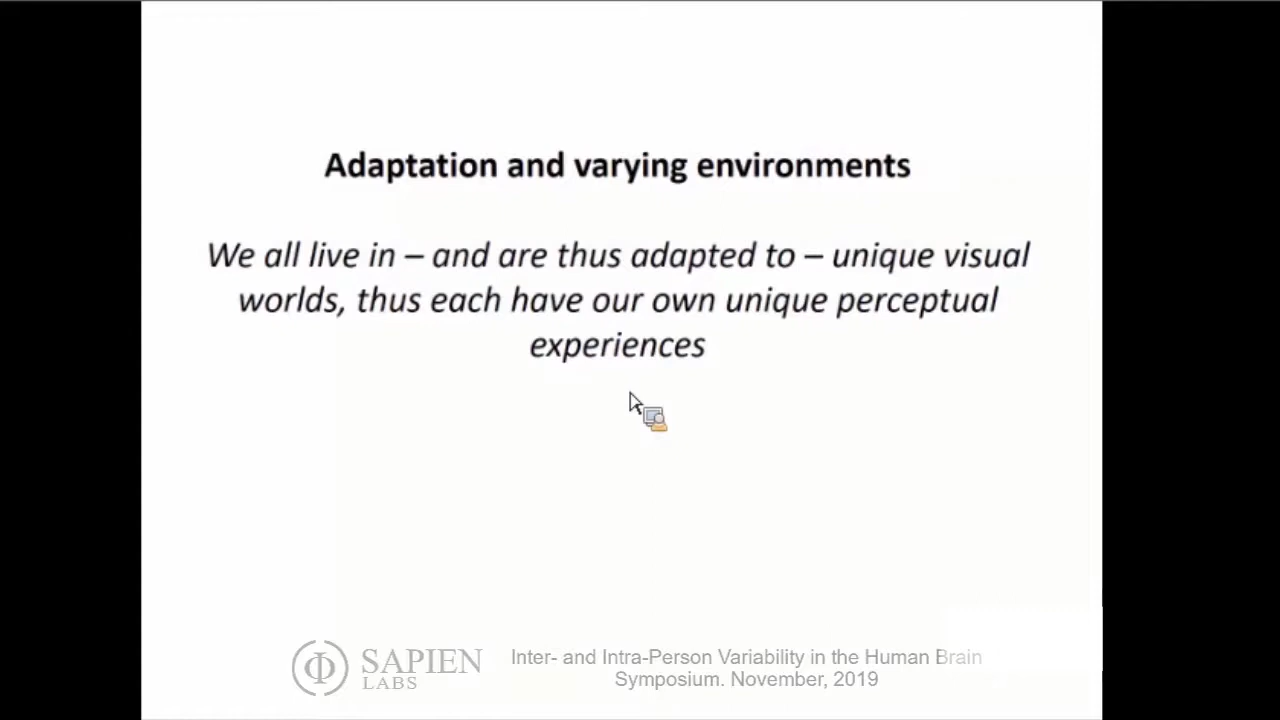 Adaptation and varying environments
We all live in – and are thus adapted to – unique visual
worlds, thus each have our own unique perceptual
experiences
SAPIEN
LABS
Inter- and Intra-Person Variability in the Human Brain
Symposium. November, 2019